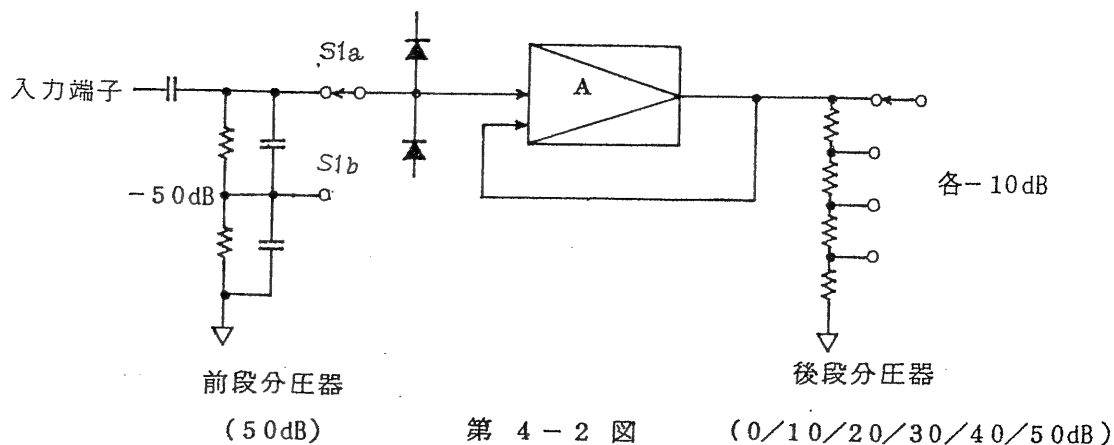 S1a
入力端子
A
S1b
-50dB
各-10dB
前段分圧器
(50dB)
第 4-2 図
後段分圧器
(0/10/20/30/40/50dB)